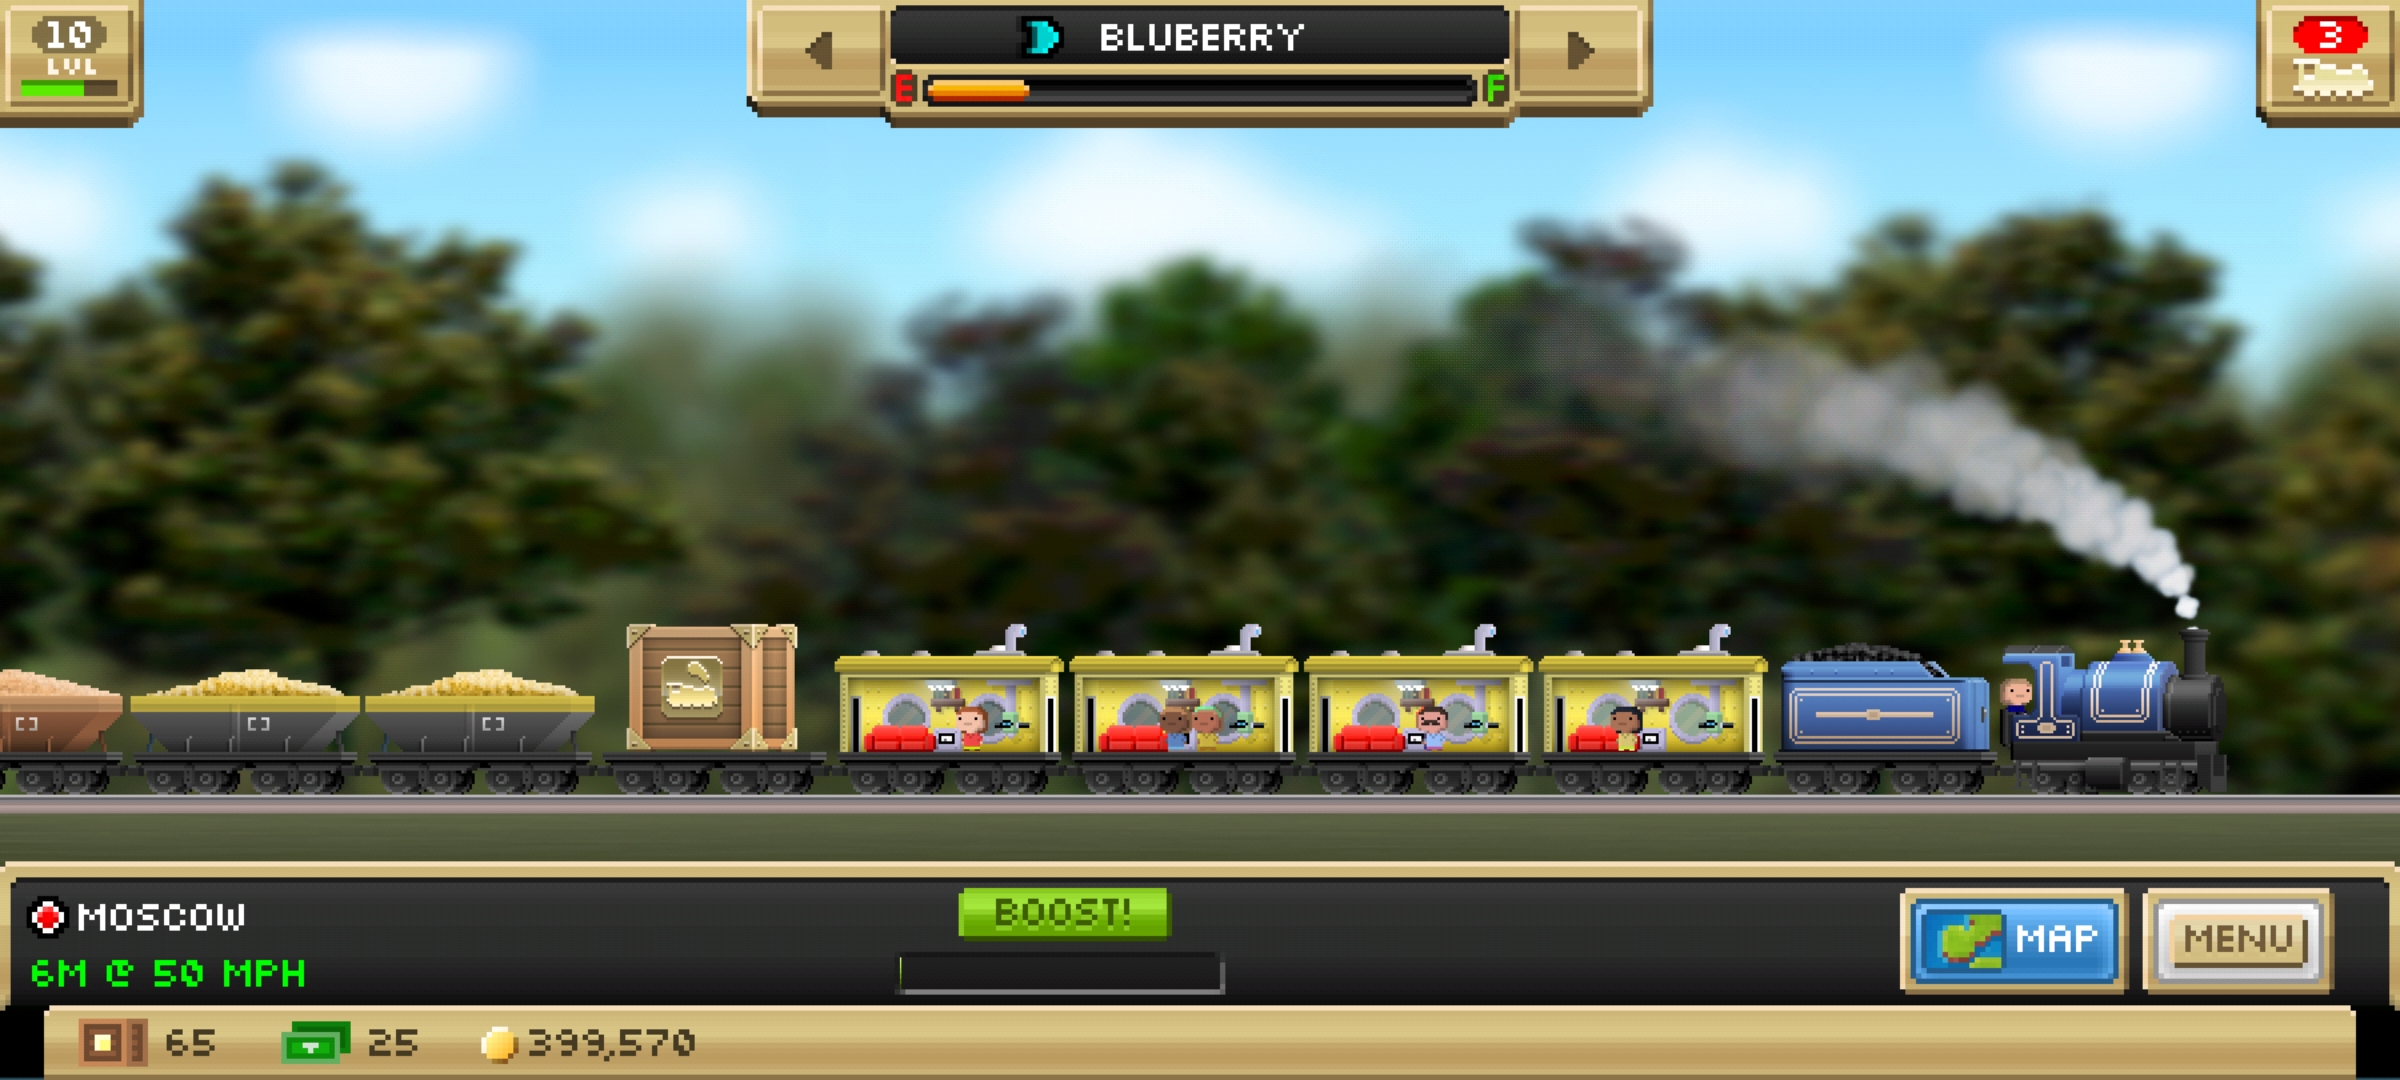 10
LVL
BLUBERRY
E F
3
MOSCOW
BOOST!
6M @ 50 MPH
MAP
MENU
65 25 399,570